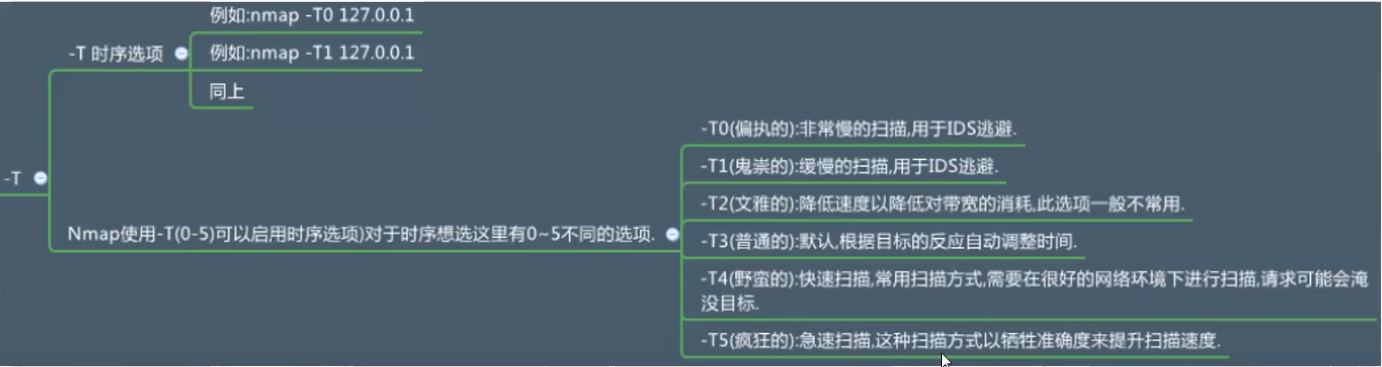 例如:nmap -T0 127.0.0.1
-T 时序选项
例如:nmap -T1 127.0.0.1
同上
-T
Nmap使用-T(0-5)可以启用时序选项)对于时序想选这里有0~5不同的选项.
-T0(偏执的):非常慢的扫描,用于IDS逃避.
-T1(鬼祟的):缓慢的扫描,用于IDS逃避.
-T2(文雅的):降低速度以降低对带宽的消耗,此选项一般不常用.
-T3(普通的):默认,根据目标的反应自动调整时间.
-T4(野蛮的):快速扫描,常用扫描方式,需要在很好的网络环境下进行扫描,请求可能会淹
没目标.
-T5(疯狂的):急速扫描,这种扫描方式以牺牲准确度来提升扫描速度.